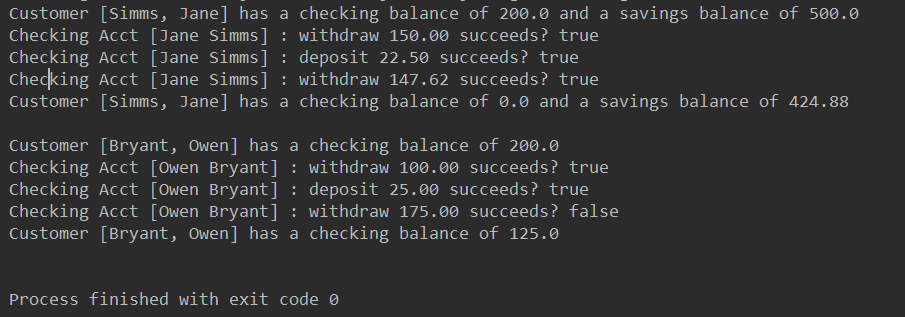 Customer [Simms, Jane] has a checking balance of 200.0 and a savings balance of 500.0
Checking Acct [Jane Simms] : withdraw 150.00 succeeds? true
Checking Acct [Jane Simms] : deposit 22.50 succeeds? true
Checking Acct [Jane Simms] : withdraw 147.62 succeeds? true
Customer [Simms, Jane] has a checking balance of 0.0 and a savings balance of 424.88
Customer [Bryant, Owen] has a checking balance of 200.0
Checking Acct [Owen Bryant] : withdraw 100.00 succeeds? true
Checking Acct [Owen Bryant] : deposit 25.00 succeeds? true
Checking Acct [Owen Bryant] : withdraw 175.00 succeeds? false
Customer [Bryant, Owen] has a checking balance of 125.0
Process finished with exit code 0